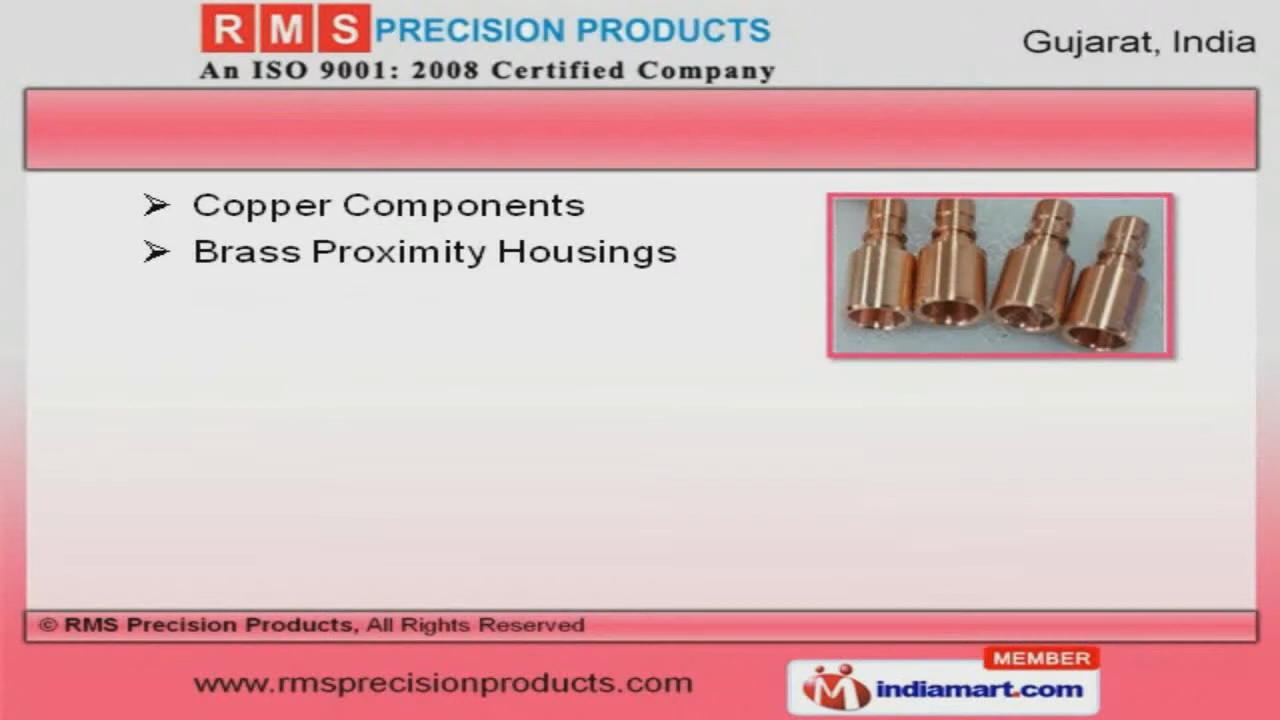 RMS PRECISION PRODUCTS
An ISO 9001: 2008 Certified Company
Gujarat, India
➢ Copper Components
➢ Brass Proximity Housings
© RMS Precision Products, All Rights Reserved
www.rmsprecisionproducts.com
MEMBER
indiamart.com